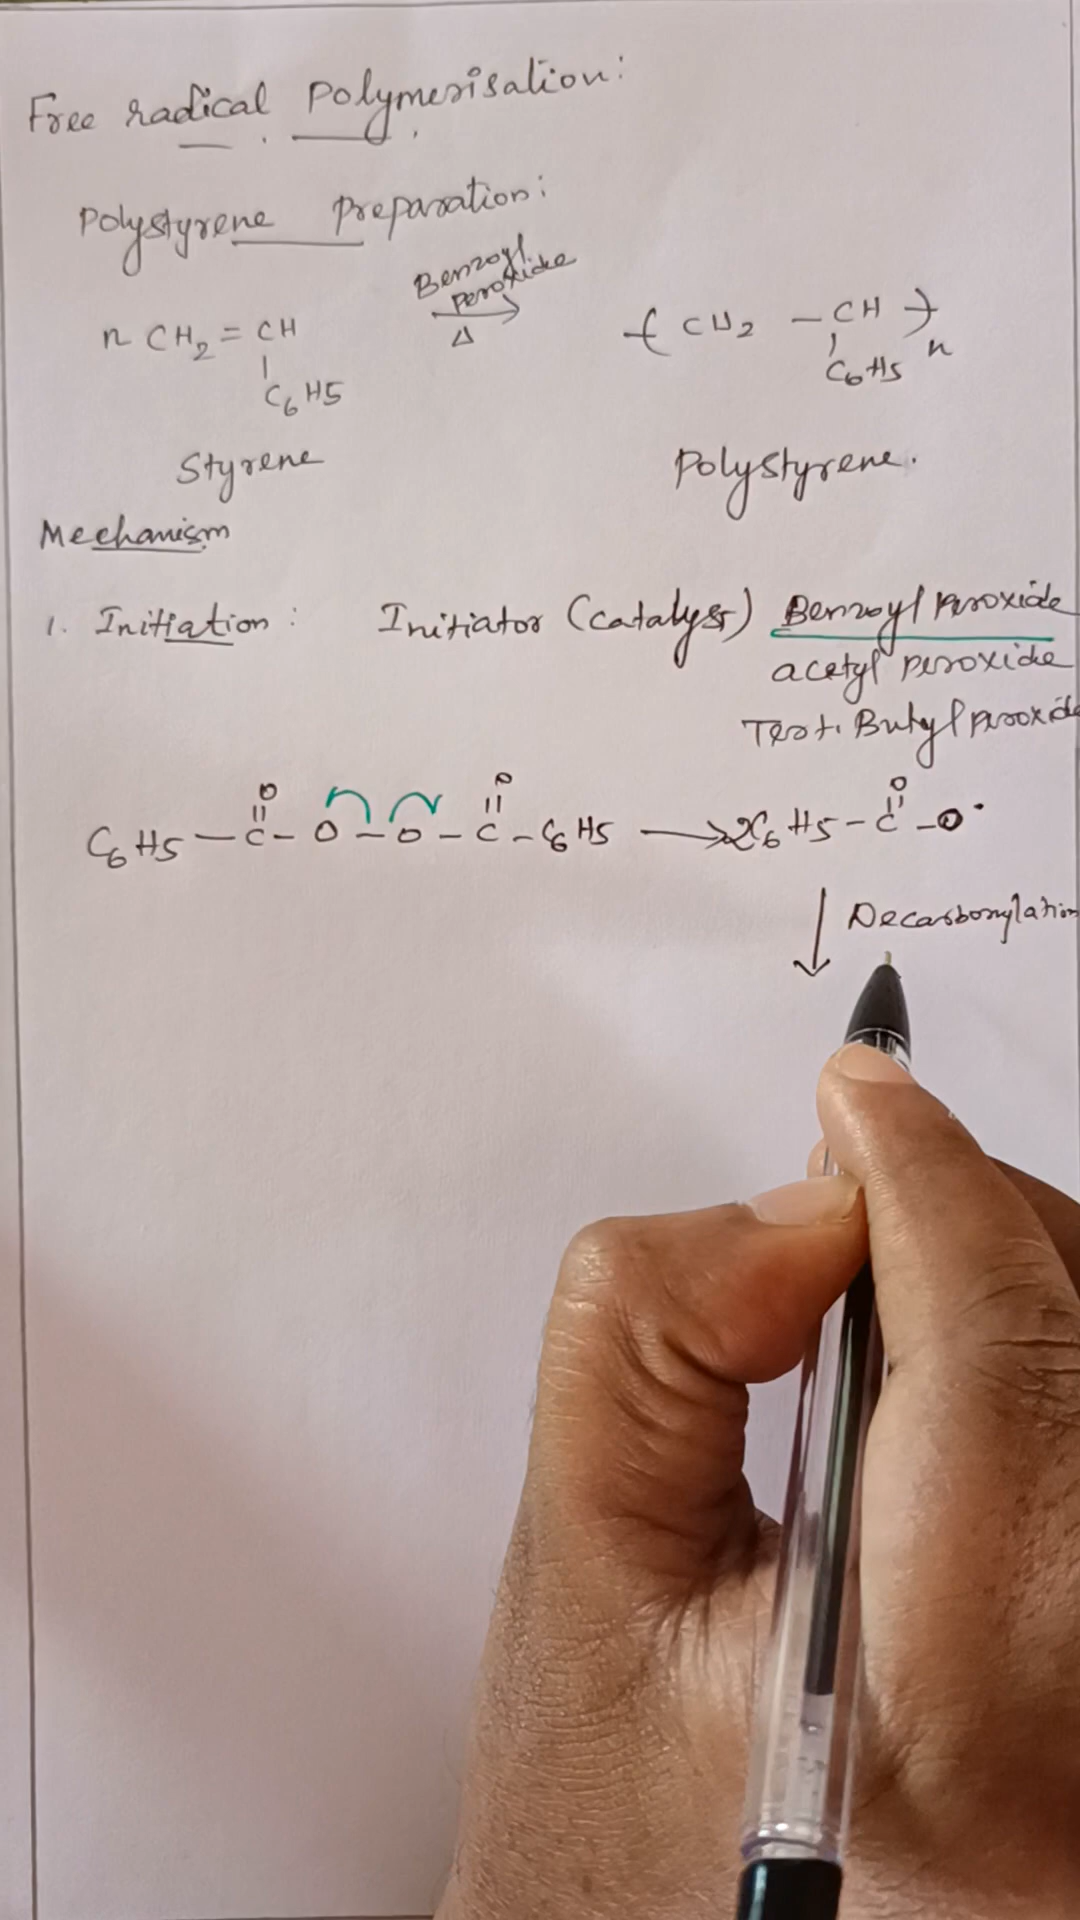 Free radical Polymerisation:
Polystyrene Preparation:
Benzoyl
peroxide
n CH2 = CH
Δ
( CH2 – CH )n
C6H5
C6H5
Styrene
Polystyrene.
Mechanism
1. Initiation: Initiator (catalyst) Benzoyl Peroxide
acetyl peroxide
Tert. Butyl peroxide
O O O
|| || ||
C6H5 – C – O – O – C – C6H5 → 2C6H5 – C – O·
↓ Decarbonylation